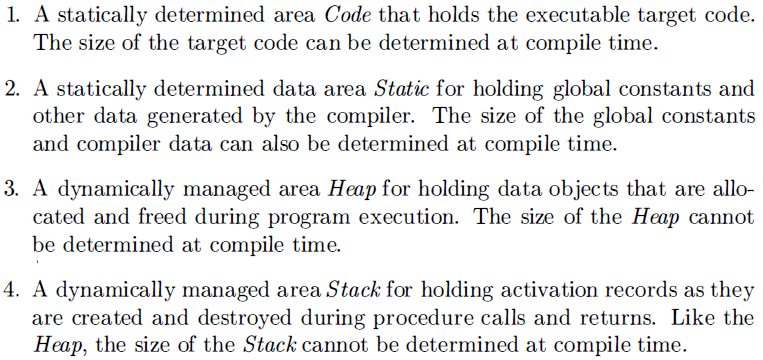 1. A statically determined area Code that holds the executable target code.
The size of the target code can be determined at compile time.
2. A statically determined data area Static for holding global constants and
other data generated by the compiler. The size of the global constants
and compiler data can also be determined at compile time.
3. A dynamically managed area Heap for holding data objects that are allo-
cated and freed during program execution. The size of the Heap cannot
be determined at compile time.
4. A dynamically managed area Stack for holding activation records as they
are created and destroyed during procedure calls and returns. Like the
Heap, the size of the Stack cannot be determined at compile time.